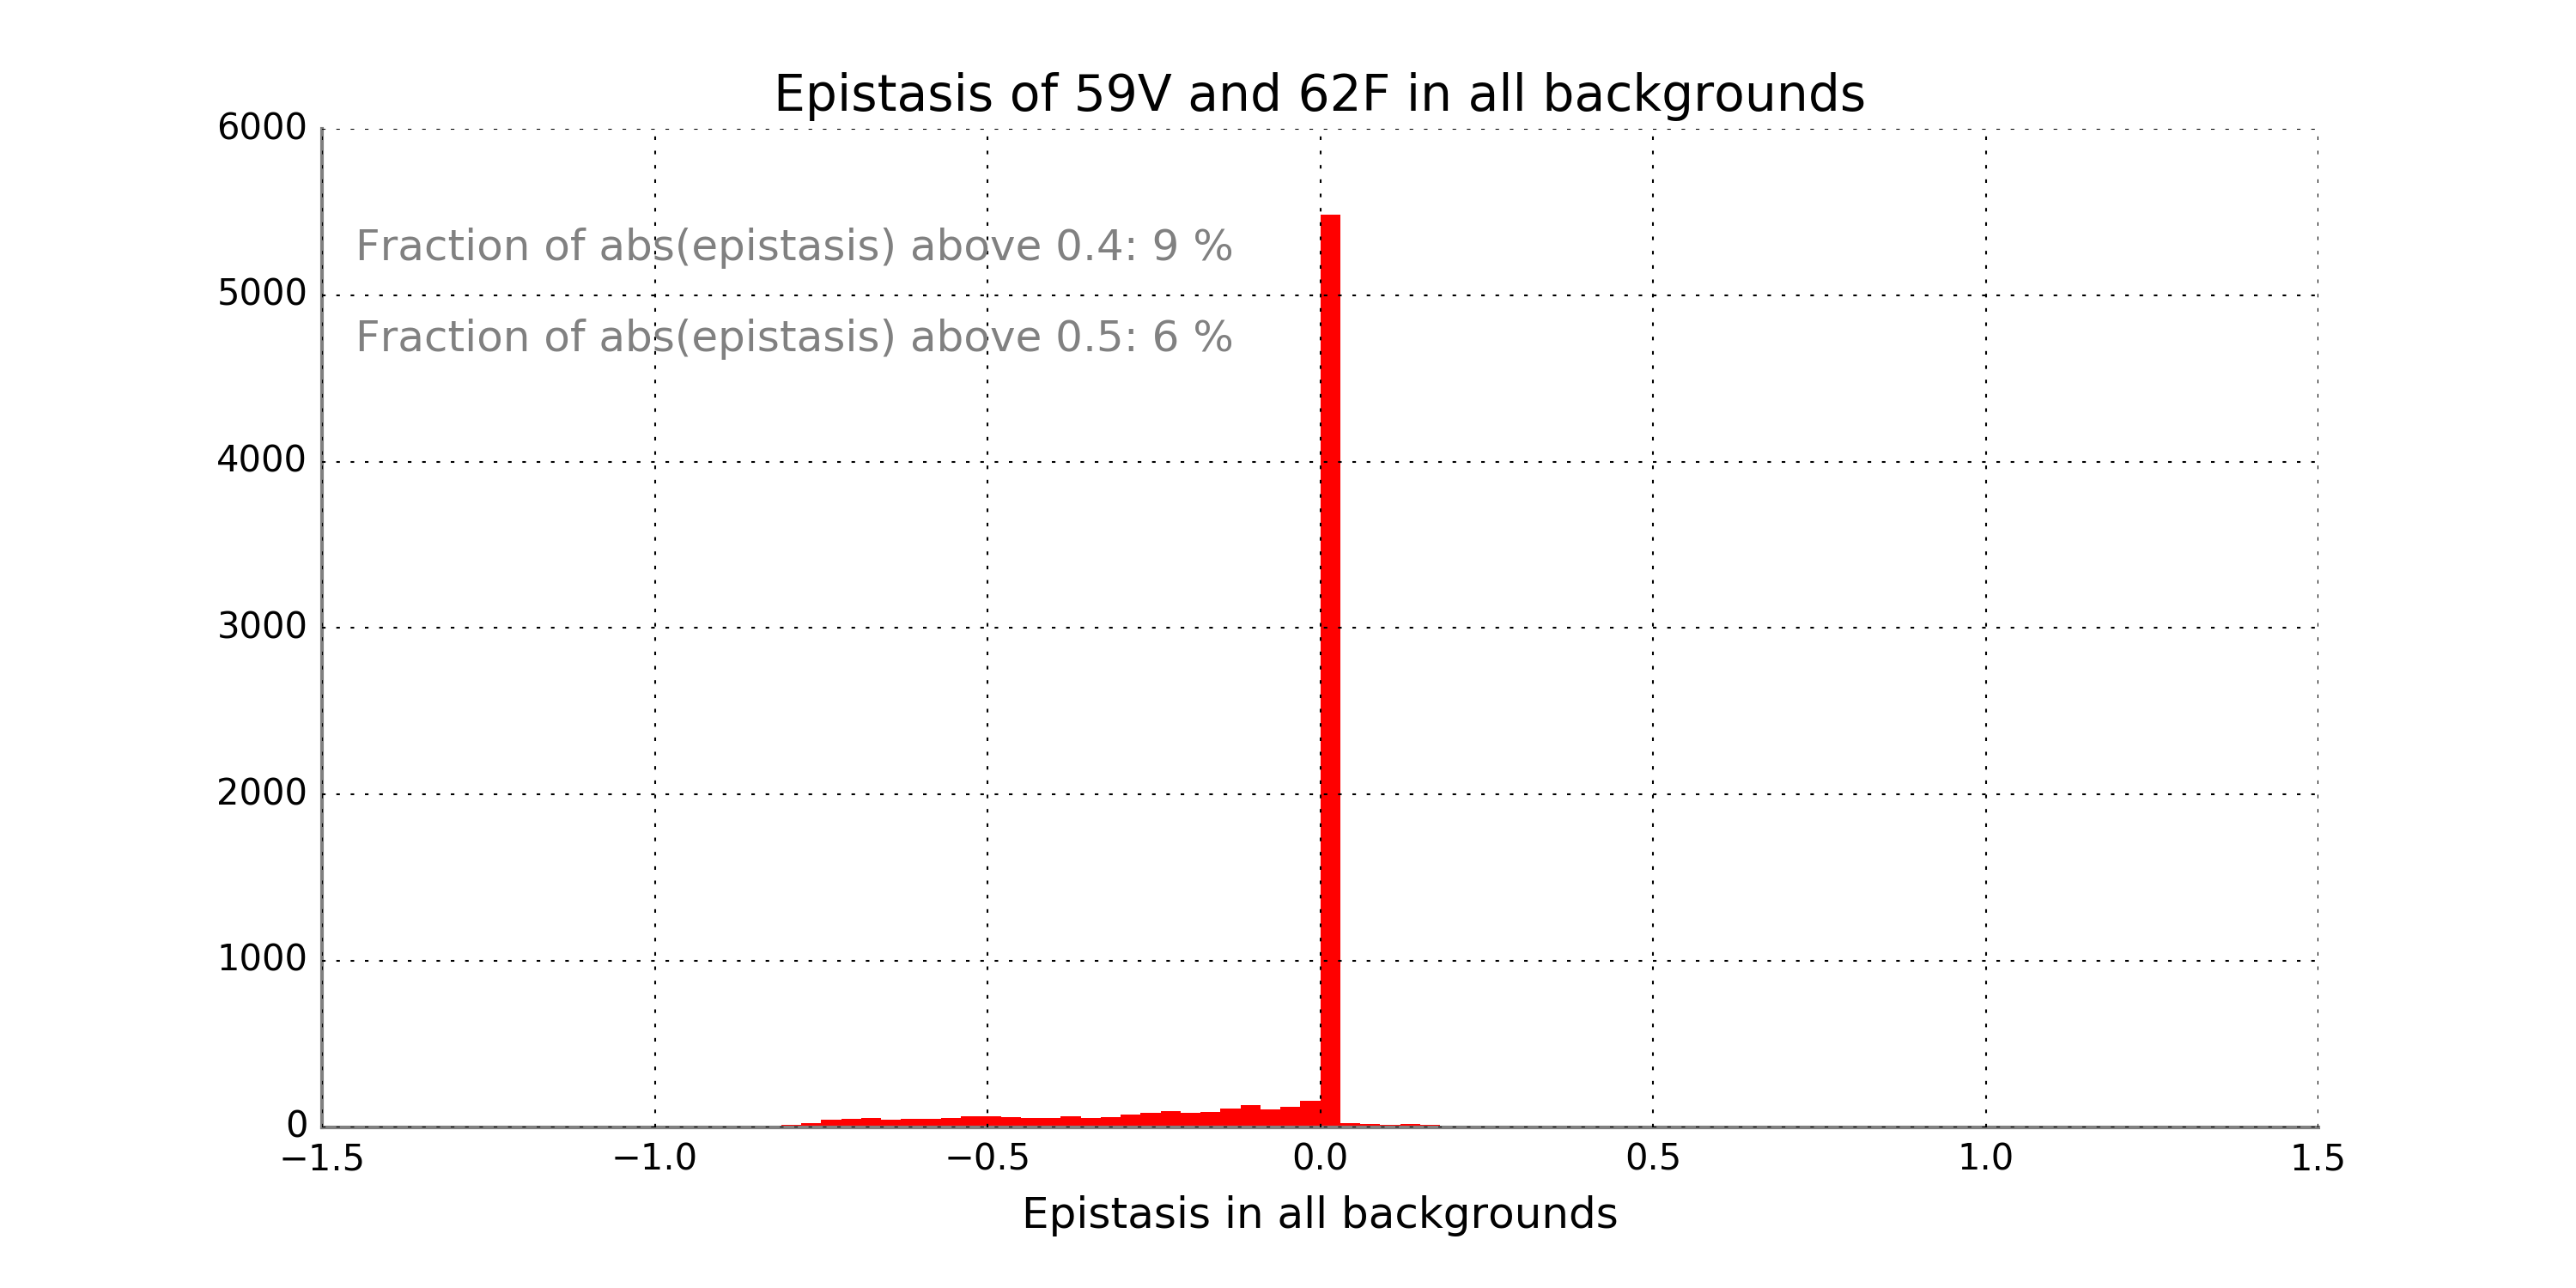 Epistasis of 59V and 62F in all backgrounds
6000
Fraction of abs(epistasis) above 0.4: 9 %
5000
Fraction of abs(epistasis) above 0.5: 6 %
4000
3000
2000
1000
0
−1.5 −1.0 −0.5 0.0 0.5 1.0 1.5
Epistasis in all backgrounds